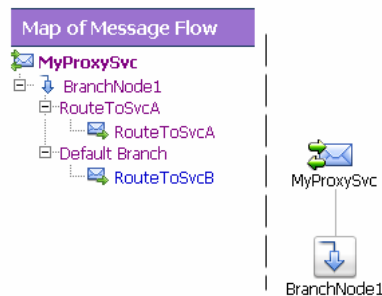 Map of Message Flow
MyProxySvc
BranchNode1
RouteToSvcA
RouteToSvcA
Default Branch
RouteToSvcB
MyProxySvc
BranchNode1